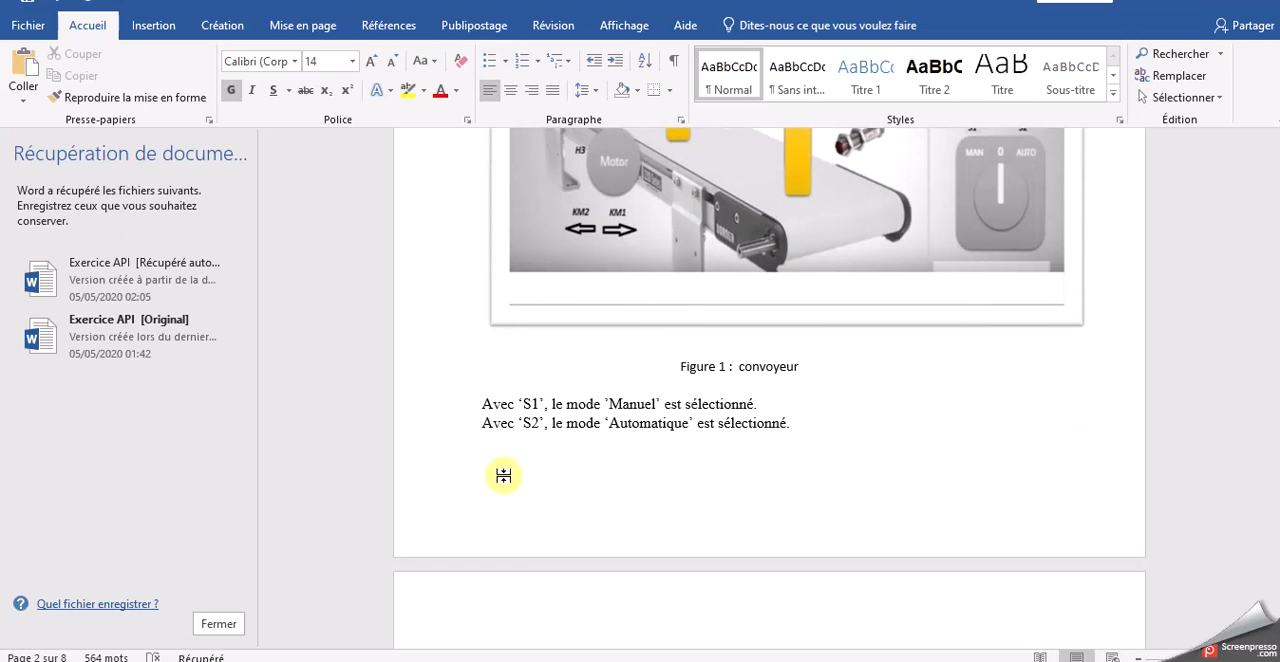 Fichier Accueil Insertion Création Mise en page Références Publipostage Révision Affichage Aide Dites-nous ce que vous voulez faire Partager
Coller
Couper
Copier
Reproduire la mise en forme
Presse-papiers
Calibri (Corp 14
Aa
G I S abc x₂ x² A A
Police
Paragraphe
AaBbCcDc AaBbCcDc AaBbCc AaBbC AaB AaBbCcD
¶ Normal ¶ Sans int... Titre 1 Titre 2 Titre Sous-titre
Styles
Rechercher
Remplacer
Sélectionner
Édition
Récupération de docume...
Word a récupéré les fichiers suivants.
Enregistrez ceux que vous souhaitez
conserver.
Exercice API [Récupéré auto...
Version créée à partir de la d...
05/05/2020 02:05
Exercice API [Original]
Version créée lors du dernier...
05/05/2020 01:42
Quel fichier enregistrer ?
Fermer
H3
Motor
KM2 KM1
MAN 0 AUTO
Figure 1 : convoyeur
Avec ‘S1’, le mode ’Manuel’ est sélectionné.
Avec ‘S2’, le mode ‘Automatique’ est sélectionné.
Page 2 sur 8 564 mots Récupéré
Screenpresso
.com